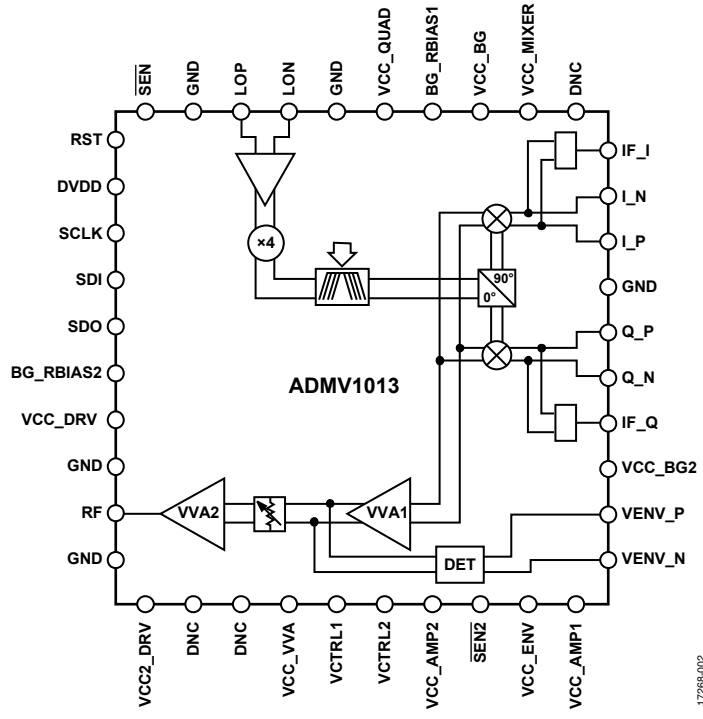 SEN
GND
LOP
LON
GND
VCC_QUAD
BG_RBIAS1
VCC_BG
VCC_MIXER
DNC
RST
DVDD
SCLK
SDI
SDO
BG_RBIAS2
VCC_DRV
GND
RF
GND
IF_I
I_N
I_P
GND
Q_P
Q_N
IF_Q
VCC_BG2
VENV_P
VENV_N
×4
90°
0°
ADMV1013
VVA2
VVA1
DET
VCC2_DRV
DNC
DNC
VCC_VVA
VCTRL1
VCTRL2
VCC_AMP2
SEN2
VCC_ENV
VCC_AMP1
17268-002